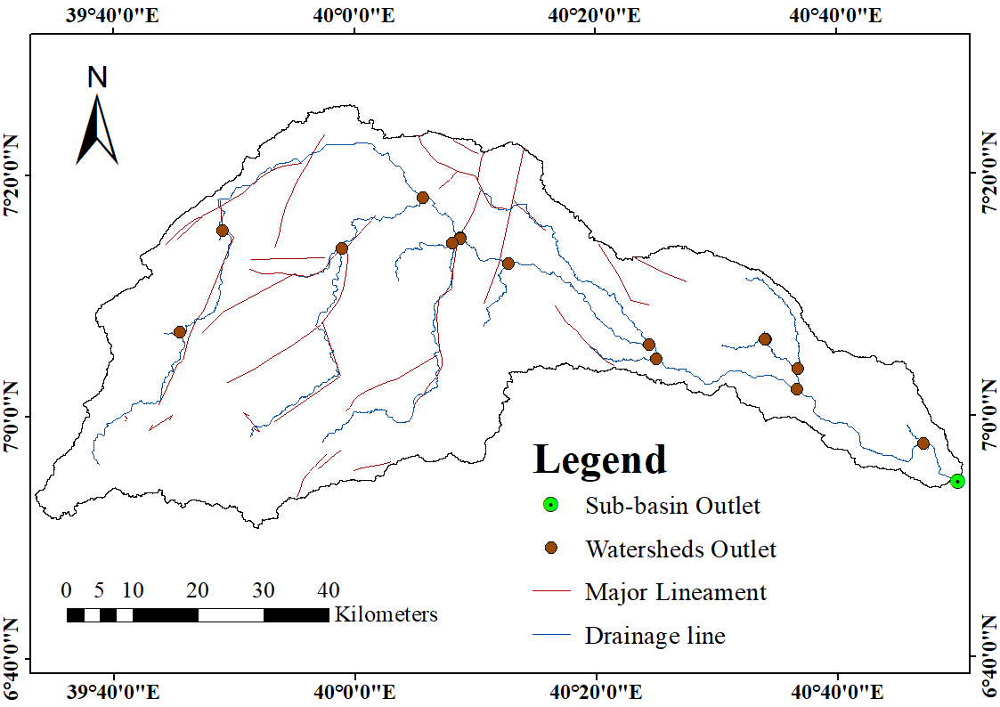 39°40'0"E 40°0'0"E 40°20'0"E 40°40'0"E
N
7°20'0"N 7°20'0"N
7°0'0"N 7°0'0"N
Legend
Sub-basin Outlet
Watersheds Outlet
0 5 10 20 30 40
Kilometers
Major Lineament
Drainage line
6°40'0"N 6°40'0"N
39°40'0"E 40°0'0"E 40°20'0"E 40°40'0"E